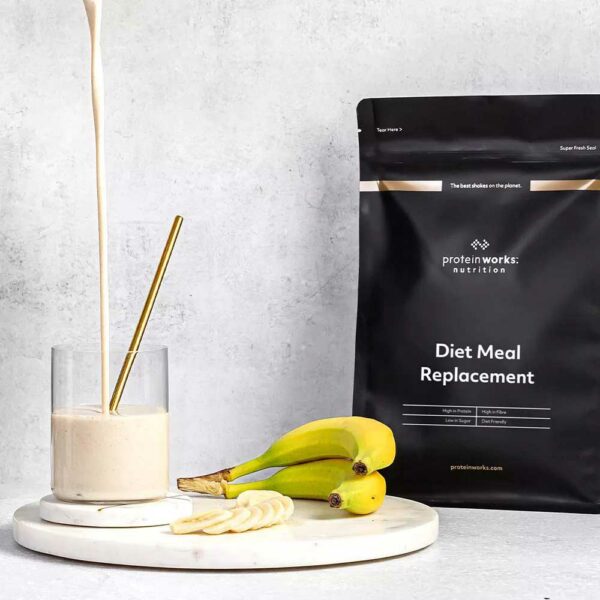 Tear Here >
Super Fresh Seal
The best shakes on the planet.
protein works:
nutrition
Diet Meal
Replacement
High in Protein High in Fibre
Low in Sugar Diet Friendly
proteinworks.com